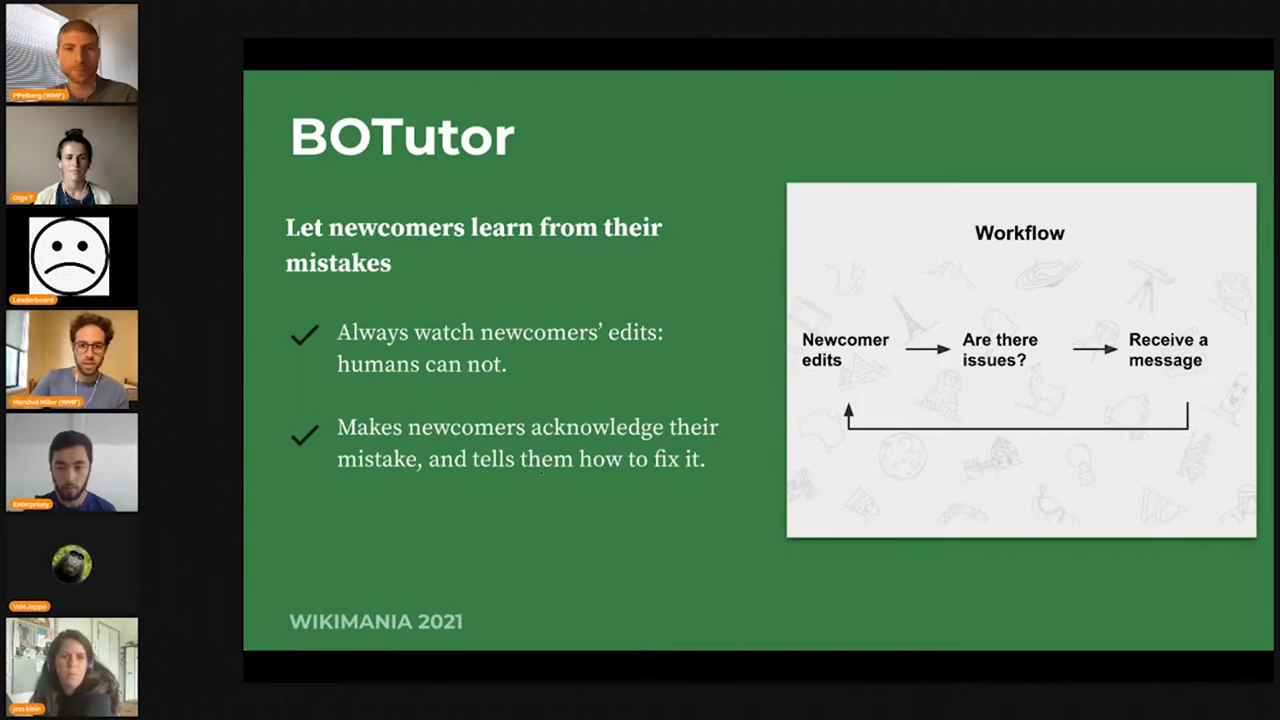 PPelberg (WMF)
Olga T
Leaderboard
Marshall Miller (WMF)
Enterprisey
ValeJappo
jess klein
BOTutor
Let newcomers learn from their
mistakes
Always watch newcomers’ edits:
humans can not.
Makes newcomers acknowledge their
mistake, and tells them how to fix it.
WIKIMANIA 2021
Workflow
Newcomer
edits
Are there
issues?
Receive a
message